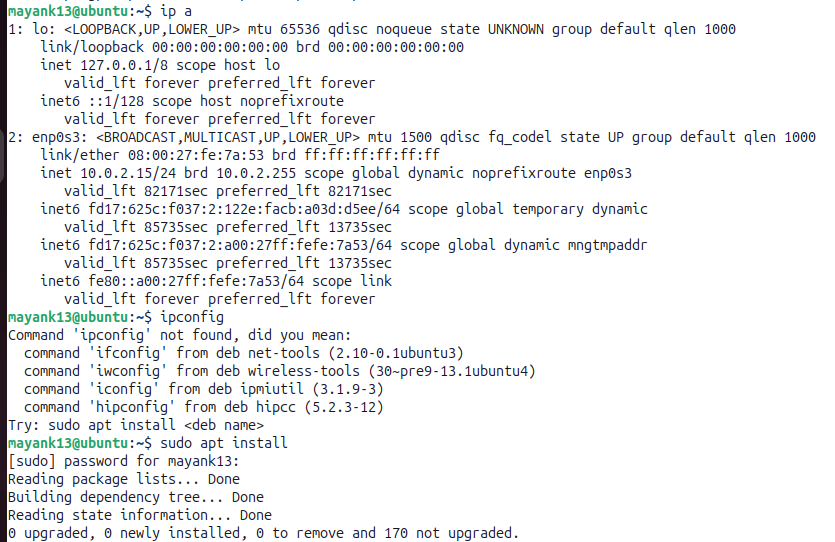 mayank13@ubuntu:~$ ip a
1: lo: <LOOPBACK,UP,LOWER_UP> mtu 65536 qdisc noqueue state UNKNOWN group default qlen 1000
    link/loopback 00:00:00:00:00:00 brd 00:00:00:00:00:00
    inet 127.0.0.1/8 scope host lo
       valid_lft forever preferred_lft forever
    inet6 ::1/128 scope host noprefixroute
       valid_lft forever preferred_lft forever
2: enp0s3: <BROADCAST,MULTICAST,UP,LOWER_UP> mtu 1500 qdisc fq_codel state UP group default qlen 1000
    link/ether 08:00:27:fe:7a:53 brd ff:ff:ff:ff:ff:ff
    inet 10.0.2.15/24 brd 10.0.2.255 scope global dynamic noprefixroute enp0s3
       valid_lft 82171sec preferred_lft 82171sec
    inet6 fd17:625c:f037:2:122e:facb:a03d:d5ee/64 scope global temporary dynamic
       valid_lft 85735sec preferred_lft 13735sec
    inet6 fd17:625c:f037:2:a00:27ff:fefe:7a53/64 scope global dynamic mngtmpaddr
       valid_lft 85735sec preferred_lft 13735sec
    inet6 fe80::a00:27ff:fefe:7a53/64 scope link
       valid_lft forever preferred_lft forever
mayank13@ubuntu:~$ ipconfig
Command 'ipconfig' not found, did you mean:
  command 'ifconfig' from deb net-tools (2.10-0.1ubuntu3)
  command 'iwconfig' from deb wireless-tools (30~pre9-13.1ubuntu4)
  command 'iconfig' from deb ipmiutil (3.1.9-3)
  command 'hipconfig' from deb hipcc (5.2.3-12)
Try: sudo apt install <deb name>
mayank13@ubuntu:~$ sudo apt install
[sudo] password for mayank13:
Reading package lists... Done
Building dependency tree... Done
Reading state information... Done
0 upgraded, 0 newly installed, 0 to remove and 170 not upgraded.